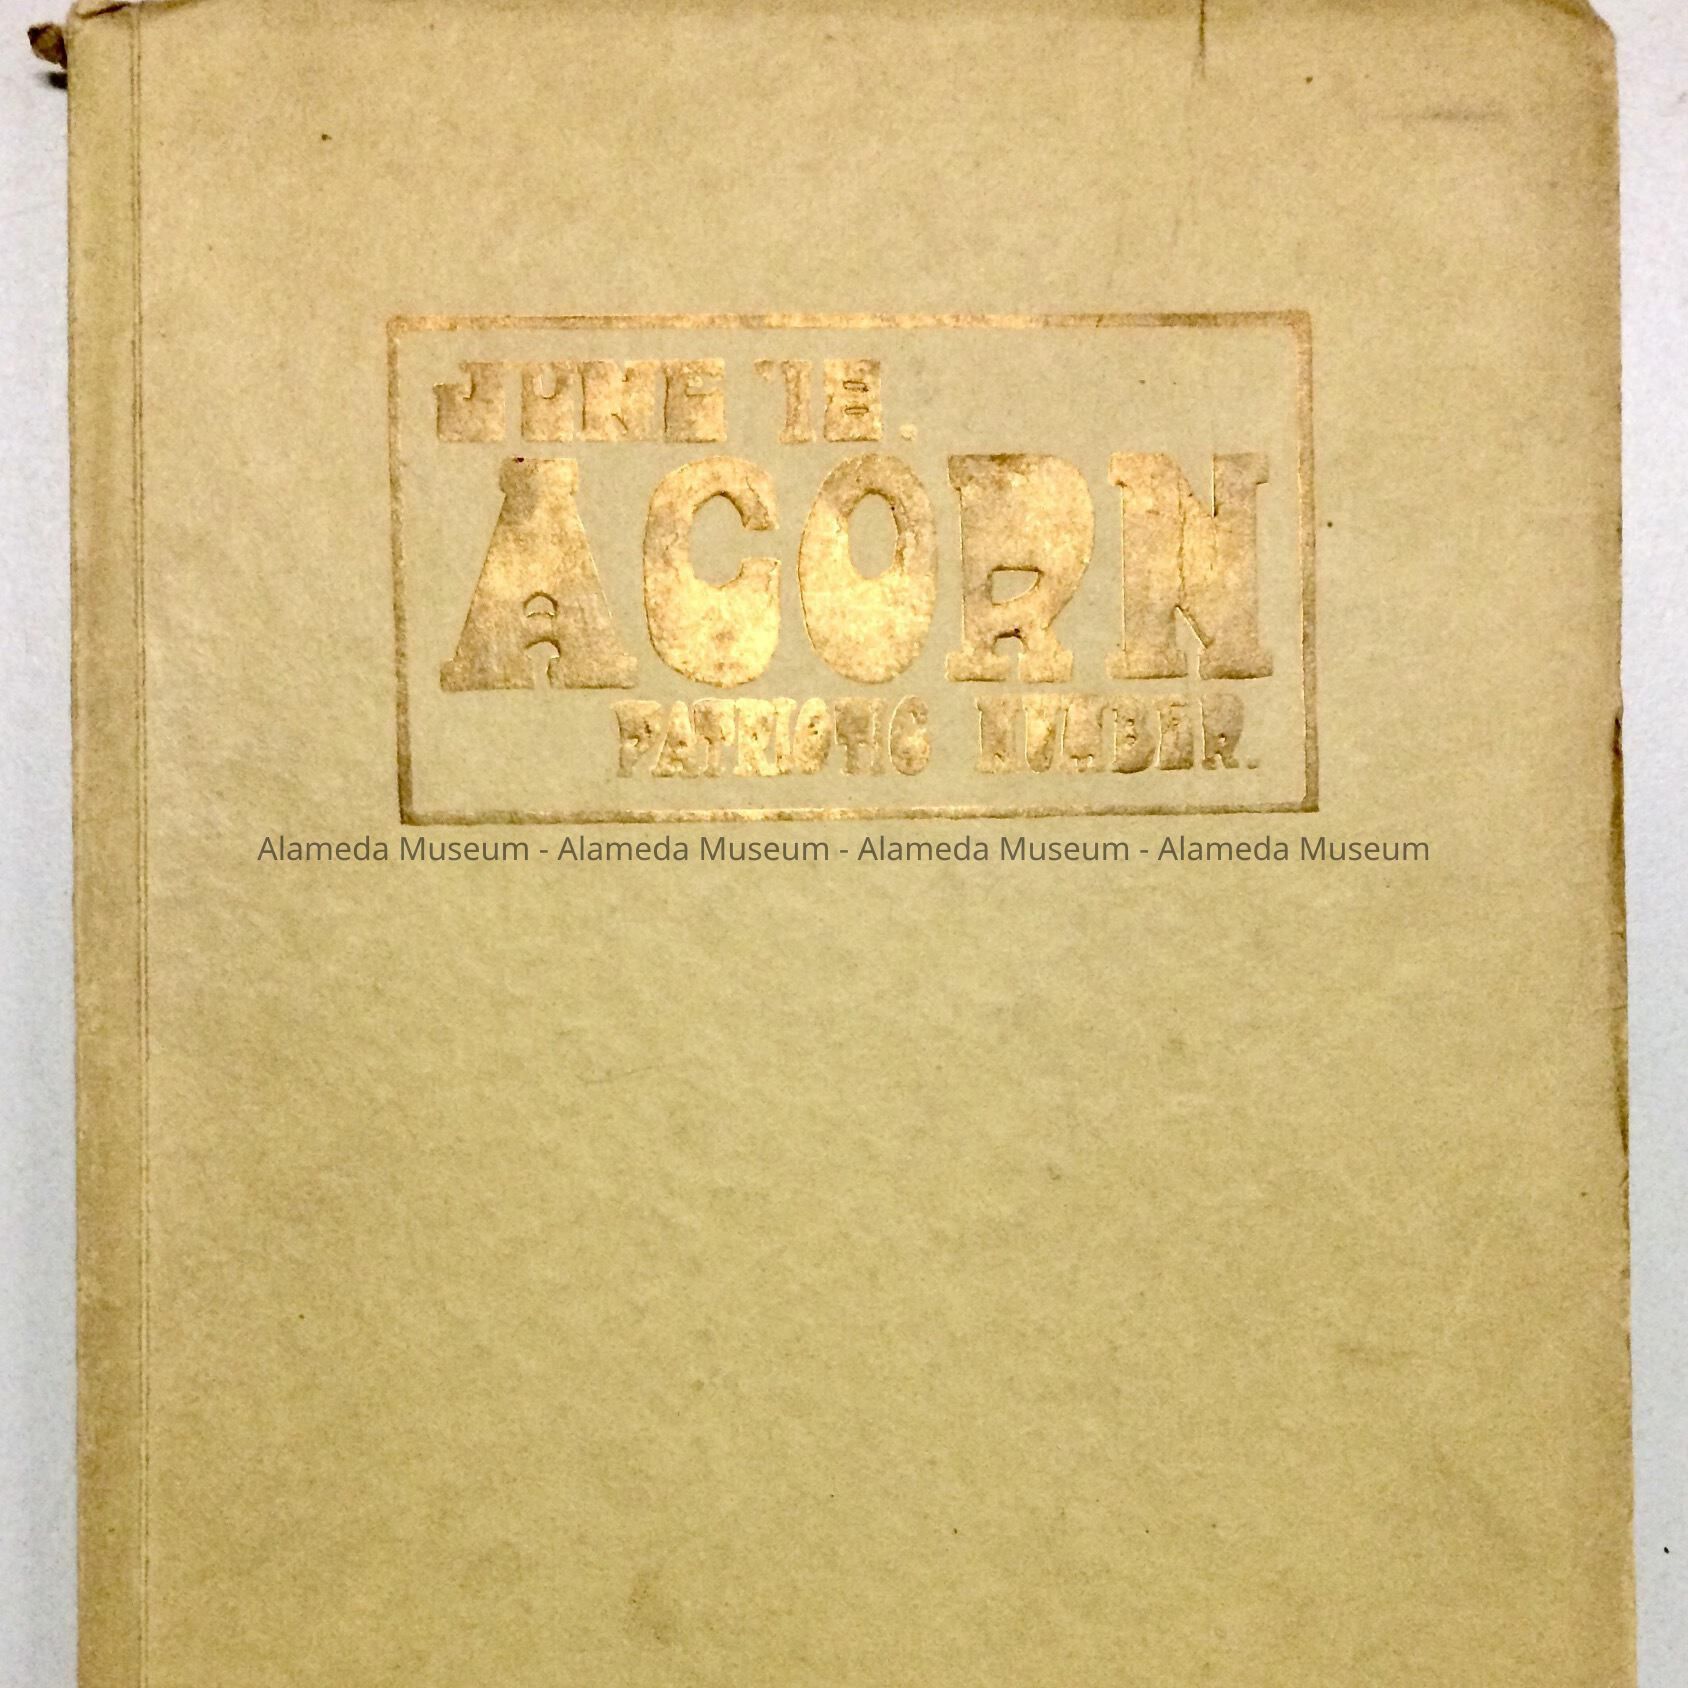 JUNE '18.
ACORN
PATRIOTIC NUMBER.
Alameda Museum - Alameda Museum - Alameda Museum - Alameda Museum